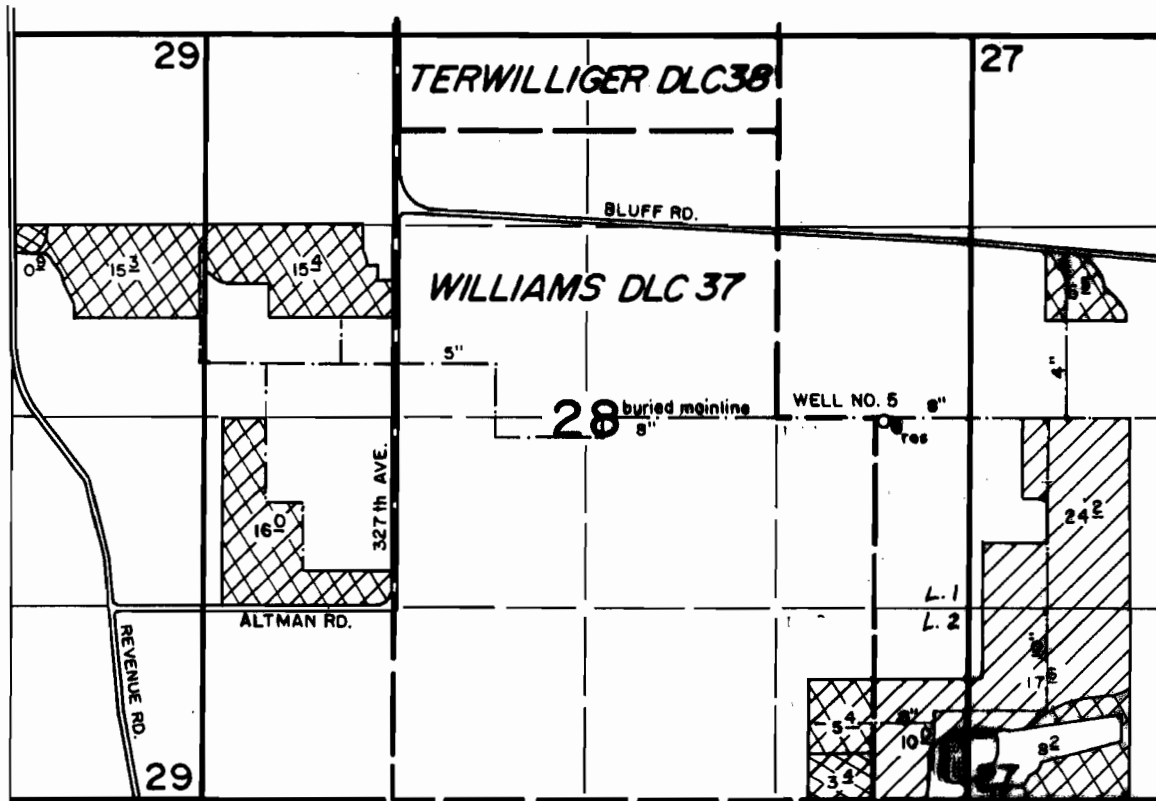 29
27
TERWILLIGER DLC38
BLUFF RD.
0 9
15 3
15 4
WILLIAMS DLC 37
5"
4"
28
buried mainline
8"
WELL NO. 5
8"
res
327th AVE.
16 0
24 2
ALTMAN RD.
L. 1
L. 2
REVENUE RD.
17 6
5 4
8"
10 0
8 2
3 4
29
27